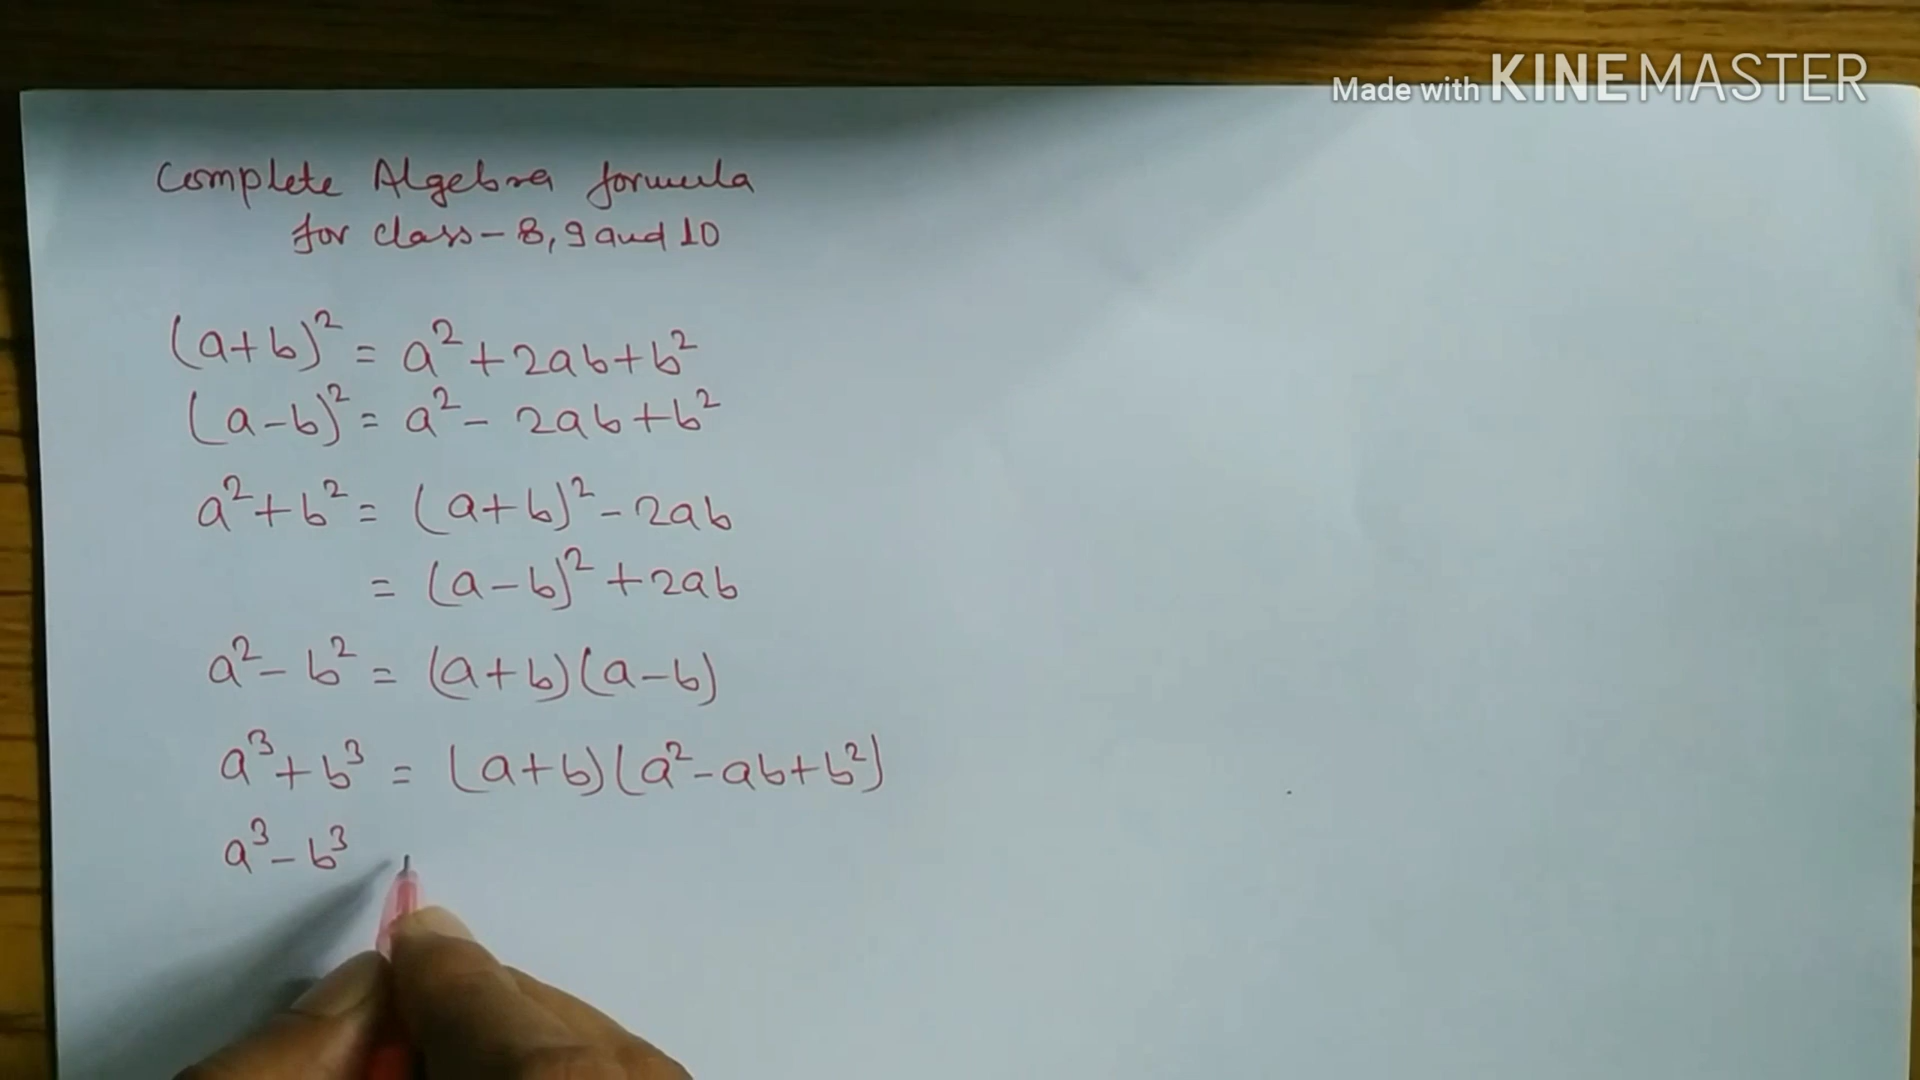 Made with KINEMASTER
Complete Algebra formula
for class - 8, 9 and 10
(a+b)² = a² + 2ab + b²
(a-b)² = a² - 2ab + b²
a² + b² = (a+b)² - 2ab
= (a-b)² + 2ab
a² - b² = (a+b)(a-b)
a³ + b³ = (a+b)(a² - ab + b²)
a³ - b³